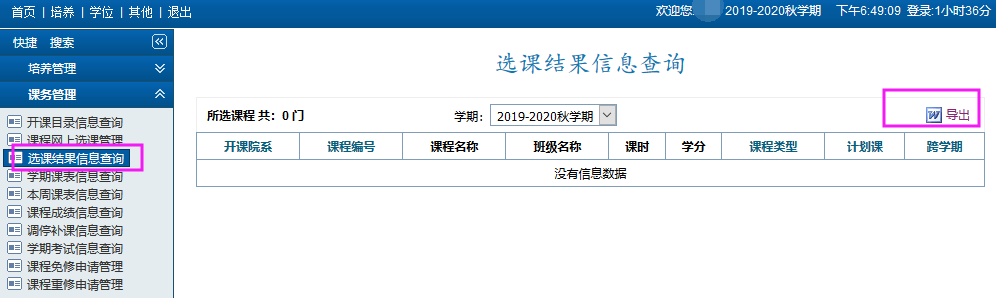 首页 | 培养 | 学位 | 其他 | 退出
欢迎您: 2019-2020秋学期 下午6:49:09 登录:1小时36分
快捷 搜索
培养管理
课务管理
开课目录信息查询
课程网上选课管理
选课结果信息查询
学期课表信息查询
本周课表信息查询
课程成绩信息查询
调停补课信息查询
学期考试信息查询
课程免修申请管理
课程重修申请管理
选课结果信息查询
所选课程 共: 0 门 学期: 2019-2020秋学期 导出
开课院系 课程编号 课程名称 班级名称 课时 学分 课程类型 计划课 跨学期
没有信息数据